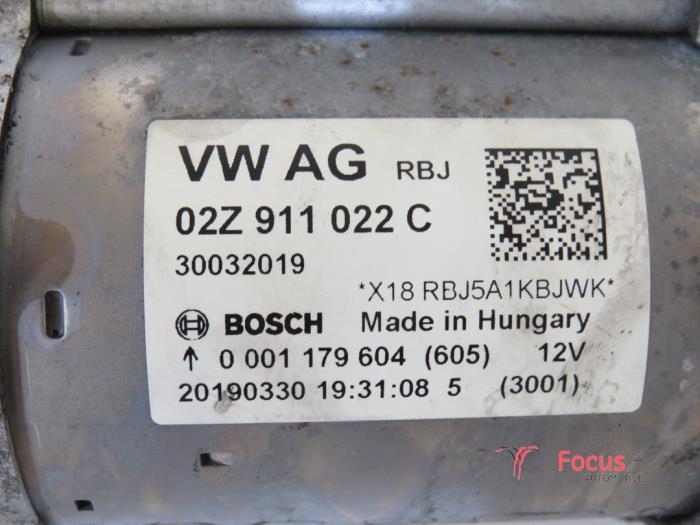 VW AG RBJ
02Z 911 022 C
30032019
*X18 RBJ5A1KBJWK*
BOSCH Made in Hungary
↑ 0 001 179 604 (605) 12V
20190330 19:31:08 5 (3001)
Focus
AUTOMOTIVE